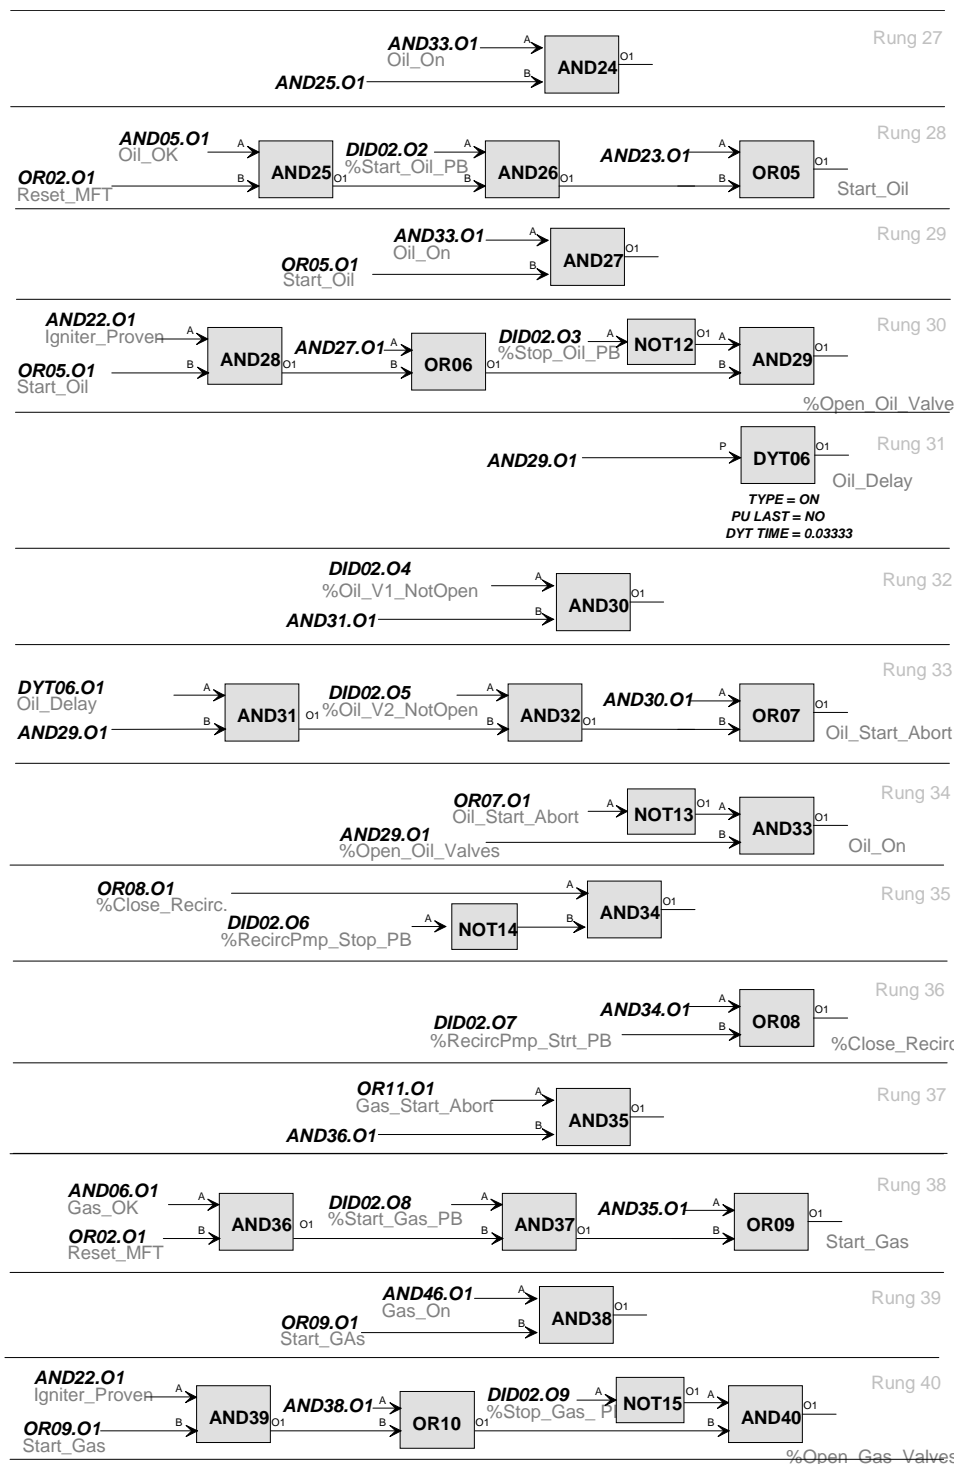 Rung 27
AND33.O1
Oil_On
AND25.O1
A
B
AND24
O1
Rung 28
AND05.O1
Oil_OK
OR02.O1
Reset_MFT
A
B
AND25
O1
DID02.O2
%Start_Oil_PB
A
B
AND26
O1
AND23.O1
A
B
OR05
O1
Start_Oil
Rung 29
AND33.O1
Oil_On
OR05.O1
Start_Oil
A
B
AND27
O1
Rung 30
AND22.O1
Igniter_Proven
OR05.O1
Start_Oil
A
B
AND28
O1
AND27.O1
A
B
OR06
O1
DID02.O3
%Stop_Oil_PB
A
NOT12
O1
A
B
AND29
O1
%Open_Oil_Valve
Rung 31
AND29.O1
P
DYT06
O1
Oil_Delay
TYPE = ON
PU LAST = NO
DYT TIME = 0.03333
Rung 32
DID02.O4
%Oil_V1_NotOpen
AND31.O1
A
B
AND30
O1
Rung 33
DYT06.O1
Oil_Delay
AND29.O1
A
B
AND31
O1
DID02.O5
%Oil_V2_NotOpen
A
B
AND32
O1
AND30.O1
A
B
OR07
O1
Oil_Start_Abort
Rung 34
OR07.O1
Oil_Start_Abort
A
NOT13
O1
AND29.O1
%Open_Oil_Valves
A
B
AND33
O1
Oil_On
Rung 35
OR08.O1
%Close_Recirc.
DID02.O6
%RecircPmp_Stop_PB
A
NOT14
A
B
AND34
O1
Rung 36
AND34.O1
DID02.O7
%RecircPmp_Strt_PB
A
B
OR08
O1
%Close_Recirc
Rung 37
OR11.O1
Gas_Start_Abort
AND36.O1
A
B
AND35
O1
Rung 38
AND06.O1
Gas_OK
OR02.O1
Reset_MFT
A
B
AND36
O1
DID02.O8
%Start_Gas_PB
A
B
AND37
O1
AND35.O1
A
B
OR09
O1
Start_Gas
Rung 39
AND46.O1
Gas_On
OR09.O1
Start_GAs
A
B
AND38
O1
Rung 40
AND22.O1
Igniter_Proven
OR09.O1
Start_Gas
A
B
AND39
O1
AND38.O1
A
B
OR10
O1
DID02.O9
%Stop_Gas_ P
A
NOT15
O1
A
B
AND40
O1
%Open_Gas_Valves